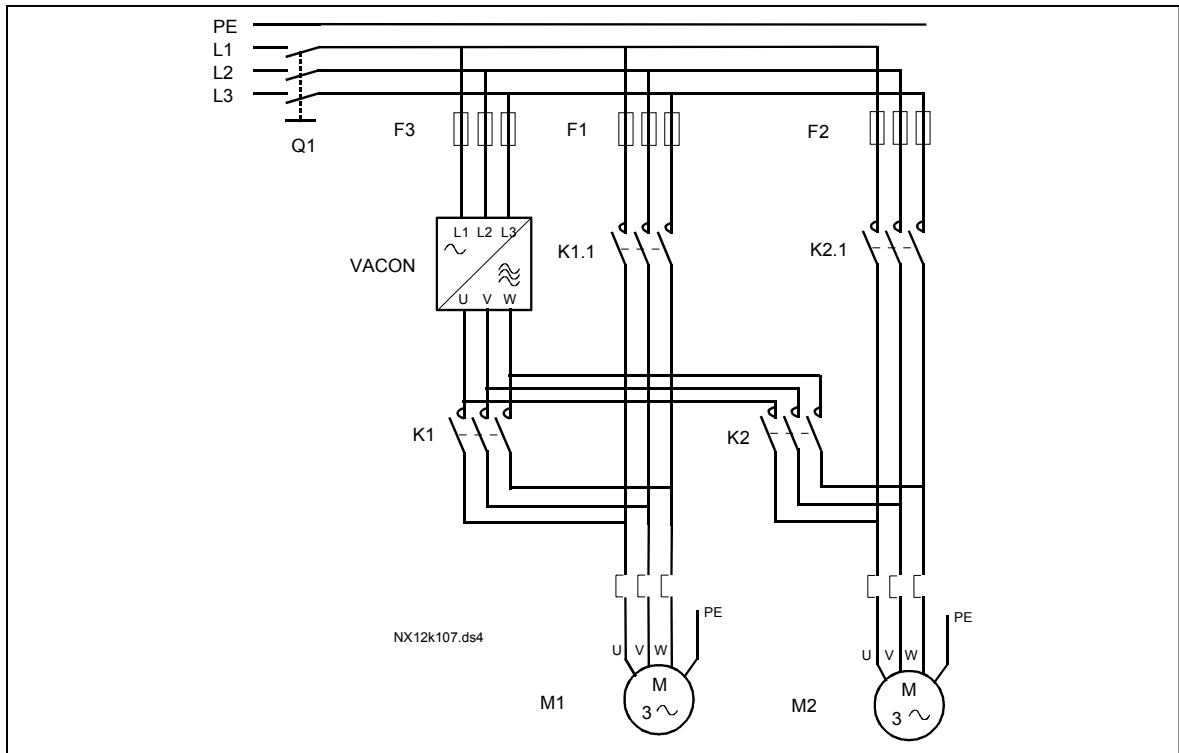 PE
L1
L2
L3
Q1
F3
F1
F2
L1 L2 L3
VACON
U V W
K1.1
K2.1
K1
K2
NX12k107.ds4
PE
PE
U V W
U V W
M1
M
3
M2
M
3